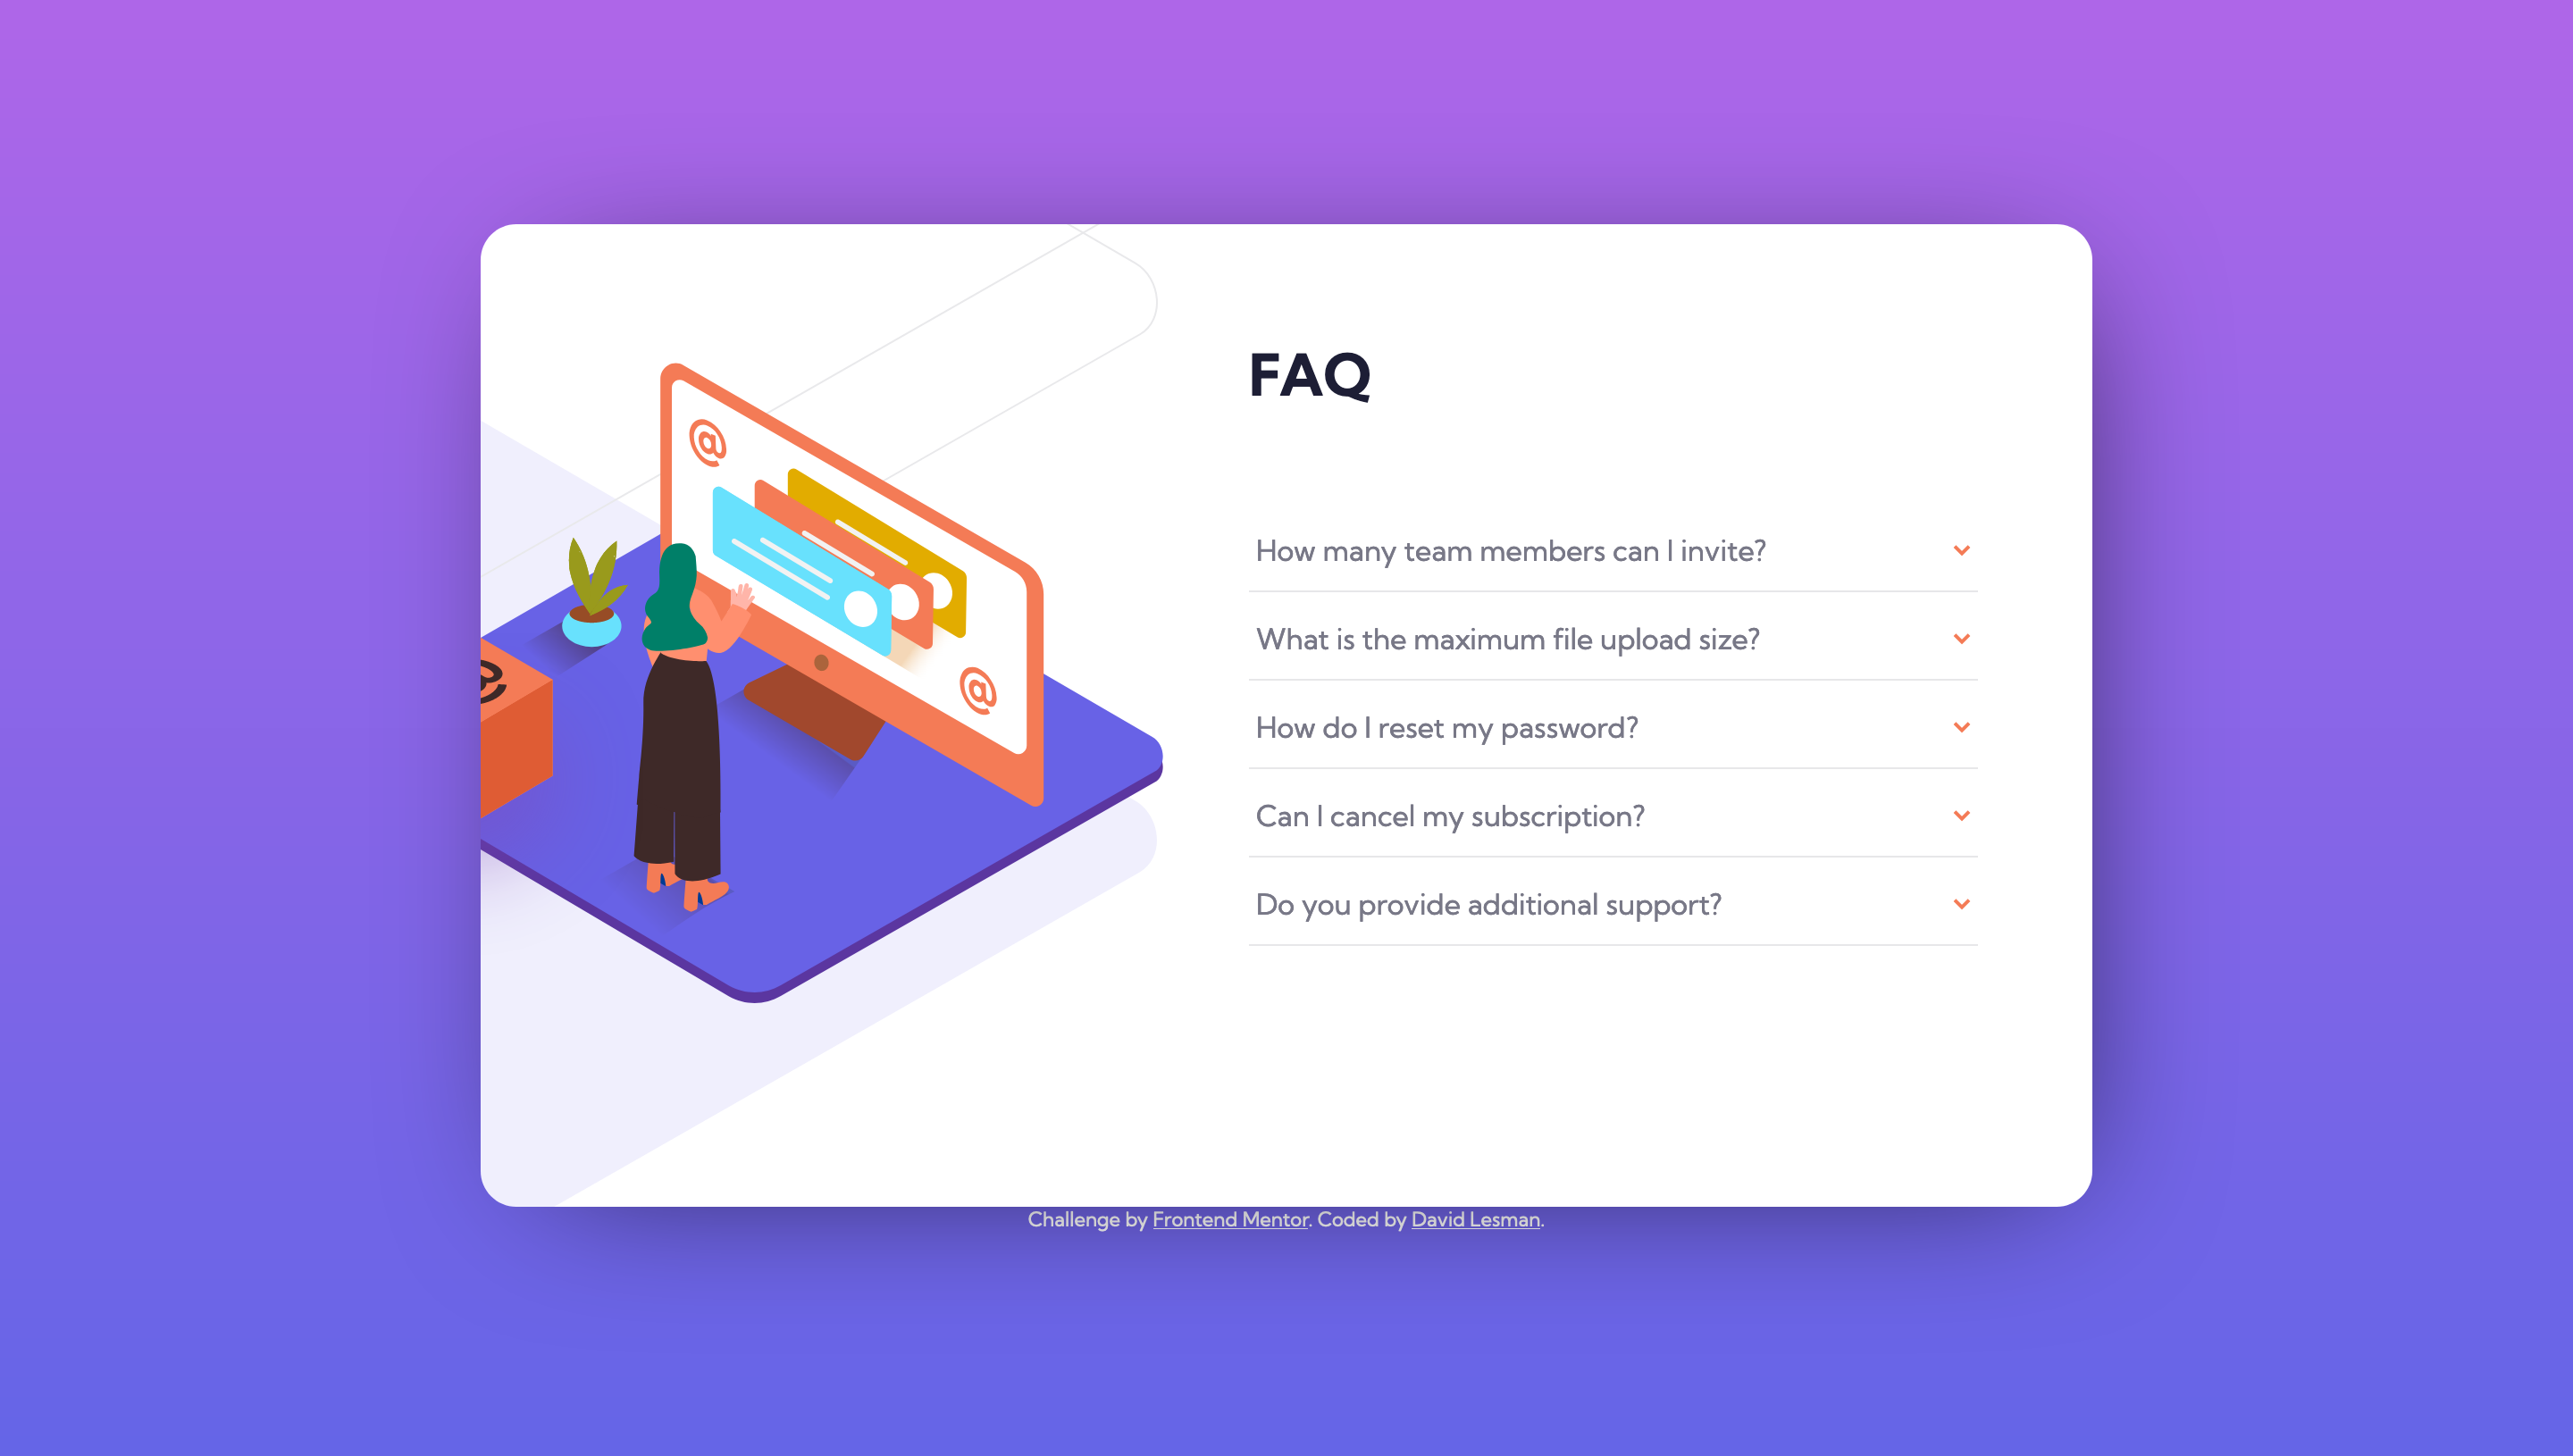 @
FAQ
How many team members can I invite?
What is the maximum file upload size?
@
@
How do I reset my password?
Can I cancel my subscription?
Do you provide additional support?
Challenge by Frontend Mentor. Coded by David Lesman.